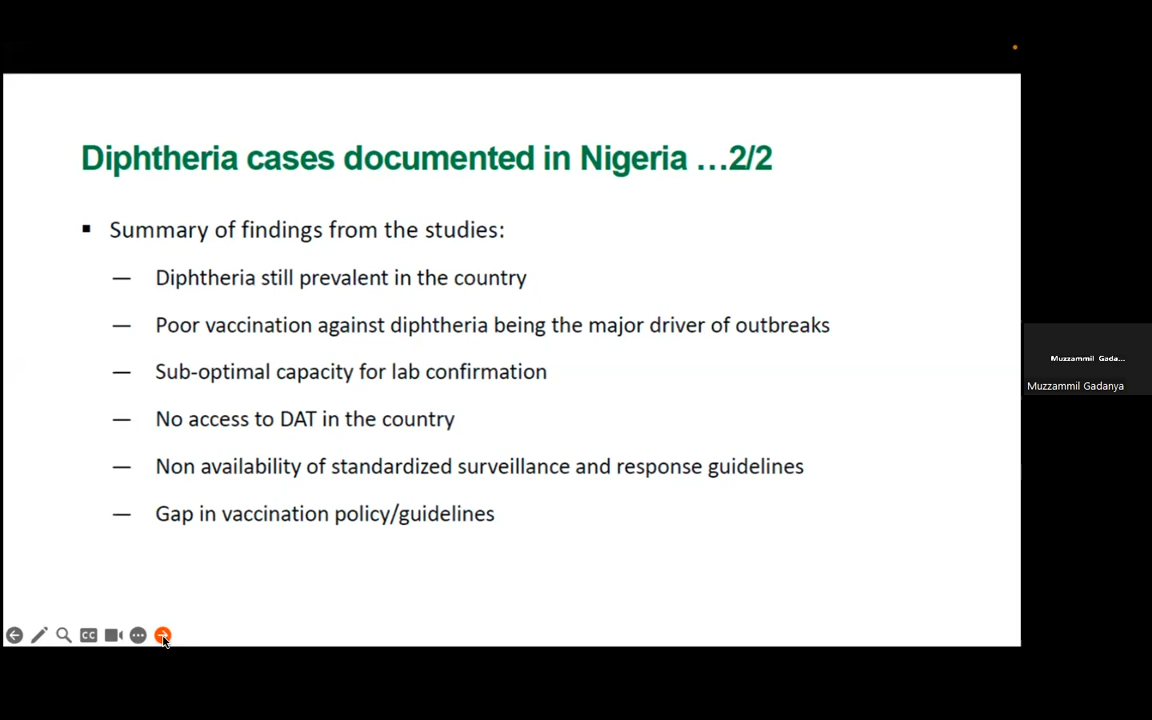 Diphtheria cases documented in Nigeria …2/2
▪ Summary of findings from the studies:
— Diphtheria still prevalent in the country
— Poor vaccination against diphtheria being the major driver of outbreaks
— Sub-optimal capacity for lab confirmation
— No access to DAT in the country
— Non availability of standardized surveillance and response guidelines
— Gap in vaccination policy/guidelines
CC
Muzzammil Gada...
Muzzammil Gadanya